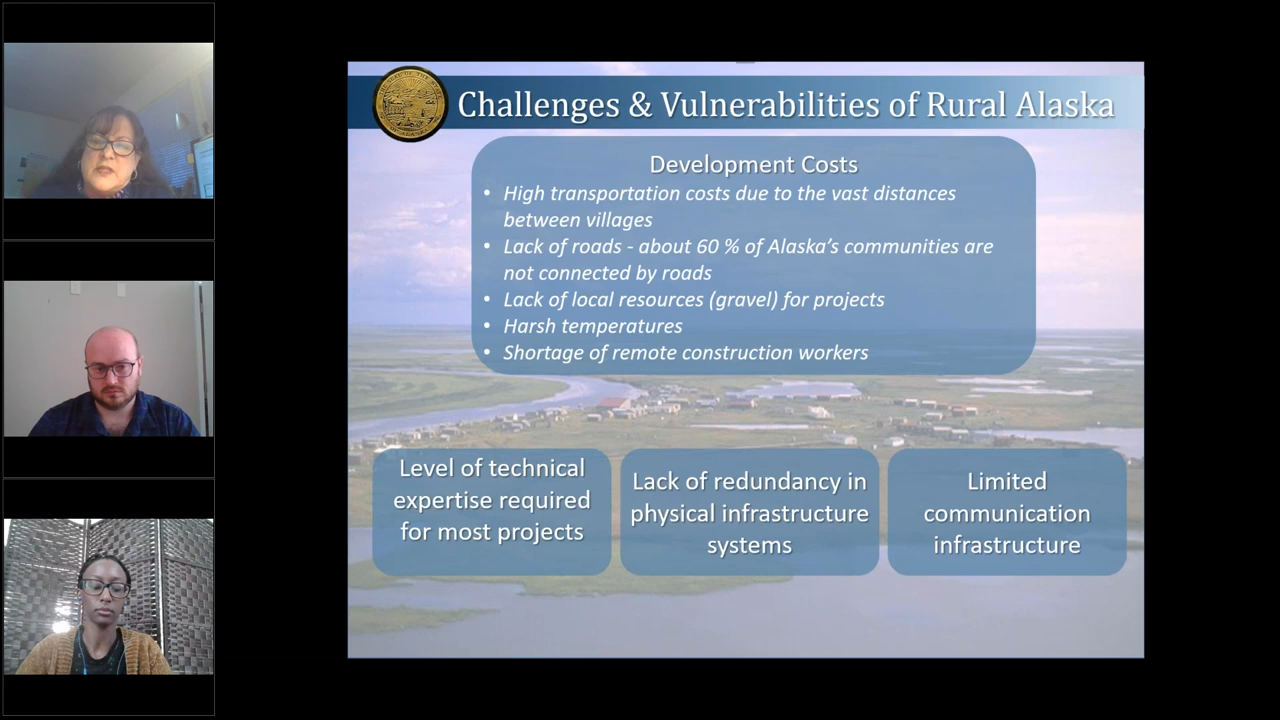 Challenges & Vulnerabilities of Rural Alaska
Development Costs
• High transportation costs due to the vast distances
between villages
• Lack of roads - about 60 % of Alaska's communities are
not connected by roads
• Lack of local resources (gravel) for projects
• Harsh temperatures
• Shortage of remote construction workers
Level of technical
expertise required
for most projects
Lack of redundancy in
physical infrastructure
systems
Limited
communication
infrastructure